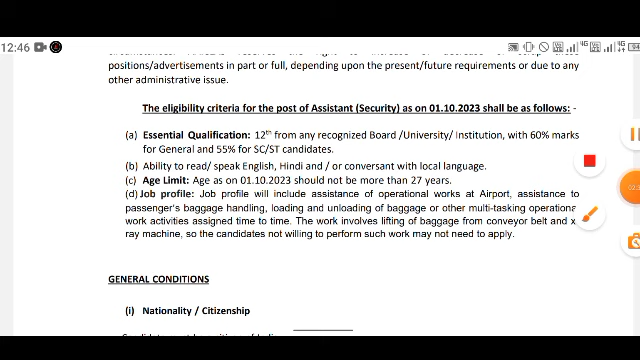 12:46
positions/advertisements in part or full, depending upon the present/future requirements or due to any
other administrative issue.
The eligibility criteria for the post of Assistant (Security) as on 01.10.2023 shall be as follows: -
(a) Essential Qualification: 12th from any recognized Board /University/ Institution, with 60% marks
for General and 55% for SC/ST candidates.
(b) Ability to read/ speak English, Hindi and / or conversant with local language.
(c) Age Limit: Age as on 01.10.2023 should not be more than 27 years.
(d) Job profile: Job profile will include assistance of operational works at Airport, assistance to
passenger's baggage handling, loading and unloading of baggage or other multi-tasking operational
work activities assigned time to time. The work involves lifting of baggage from conveyor belt and x
ray machine, so the candidates not willing to perform such work may not need to apply.
GENERAL CONDITIONS
(i) Nationality / Citizenship